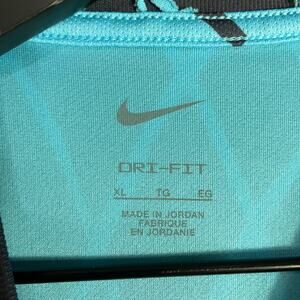 DRI-FIT
XL TG EG
MADE IN JORDAN
FABRIQUE
EN JORDANIE